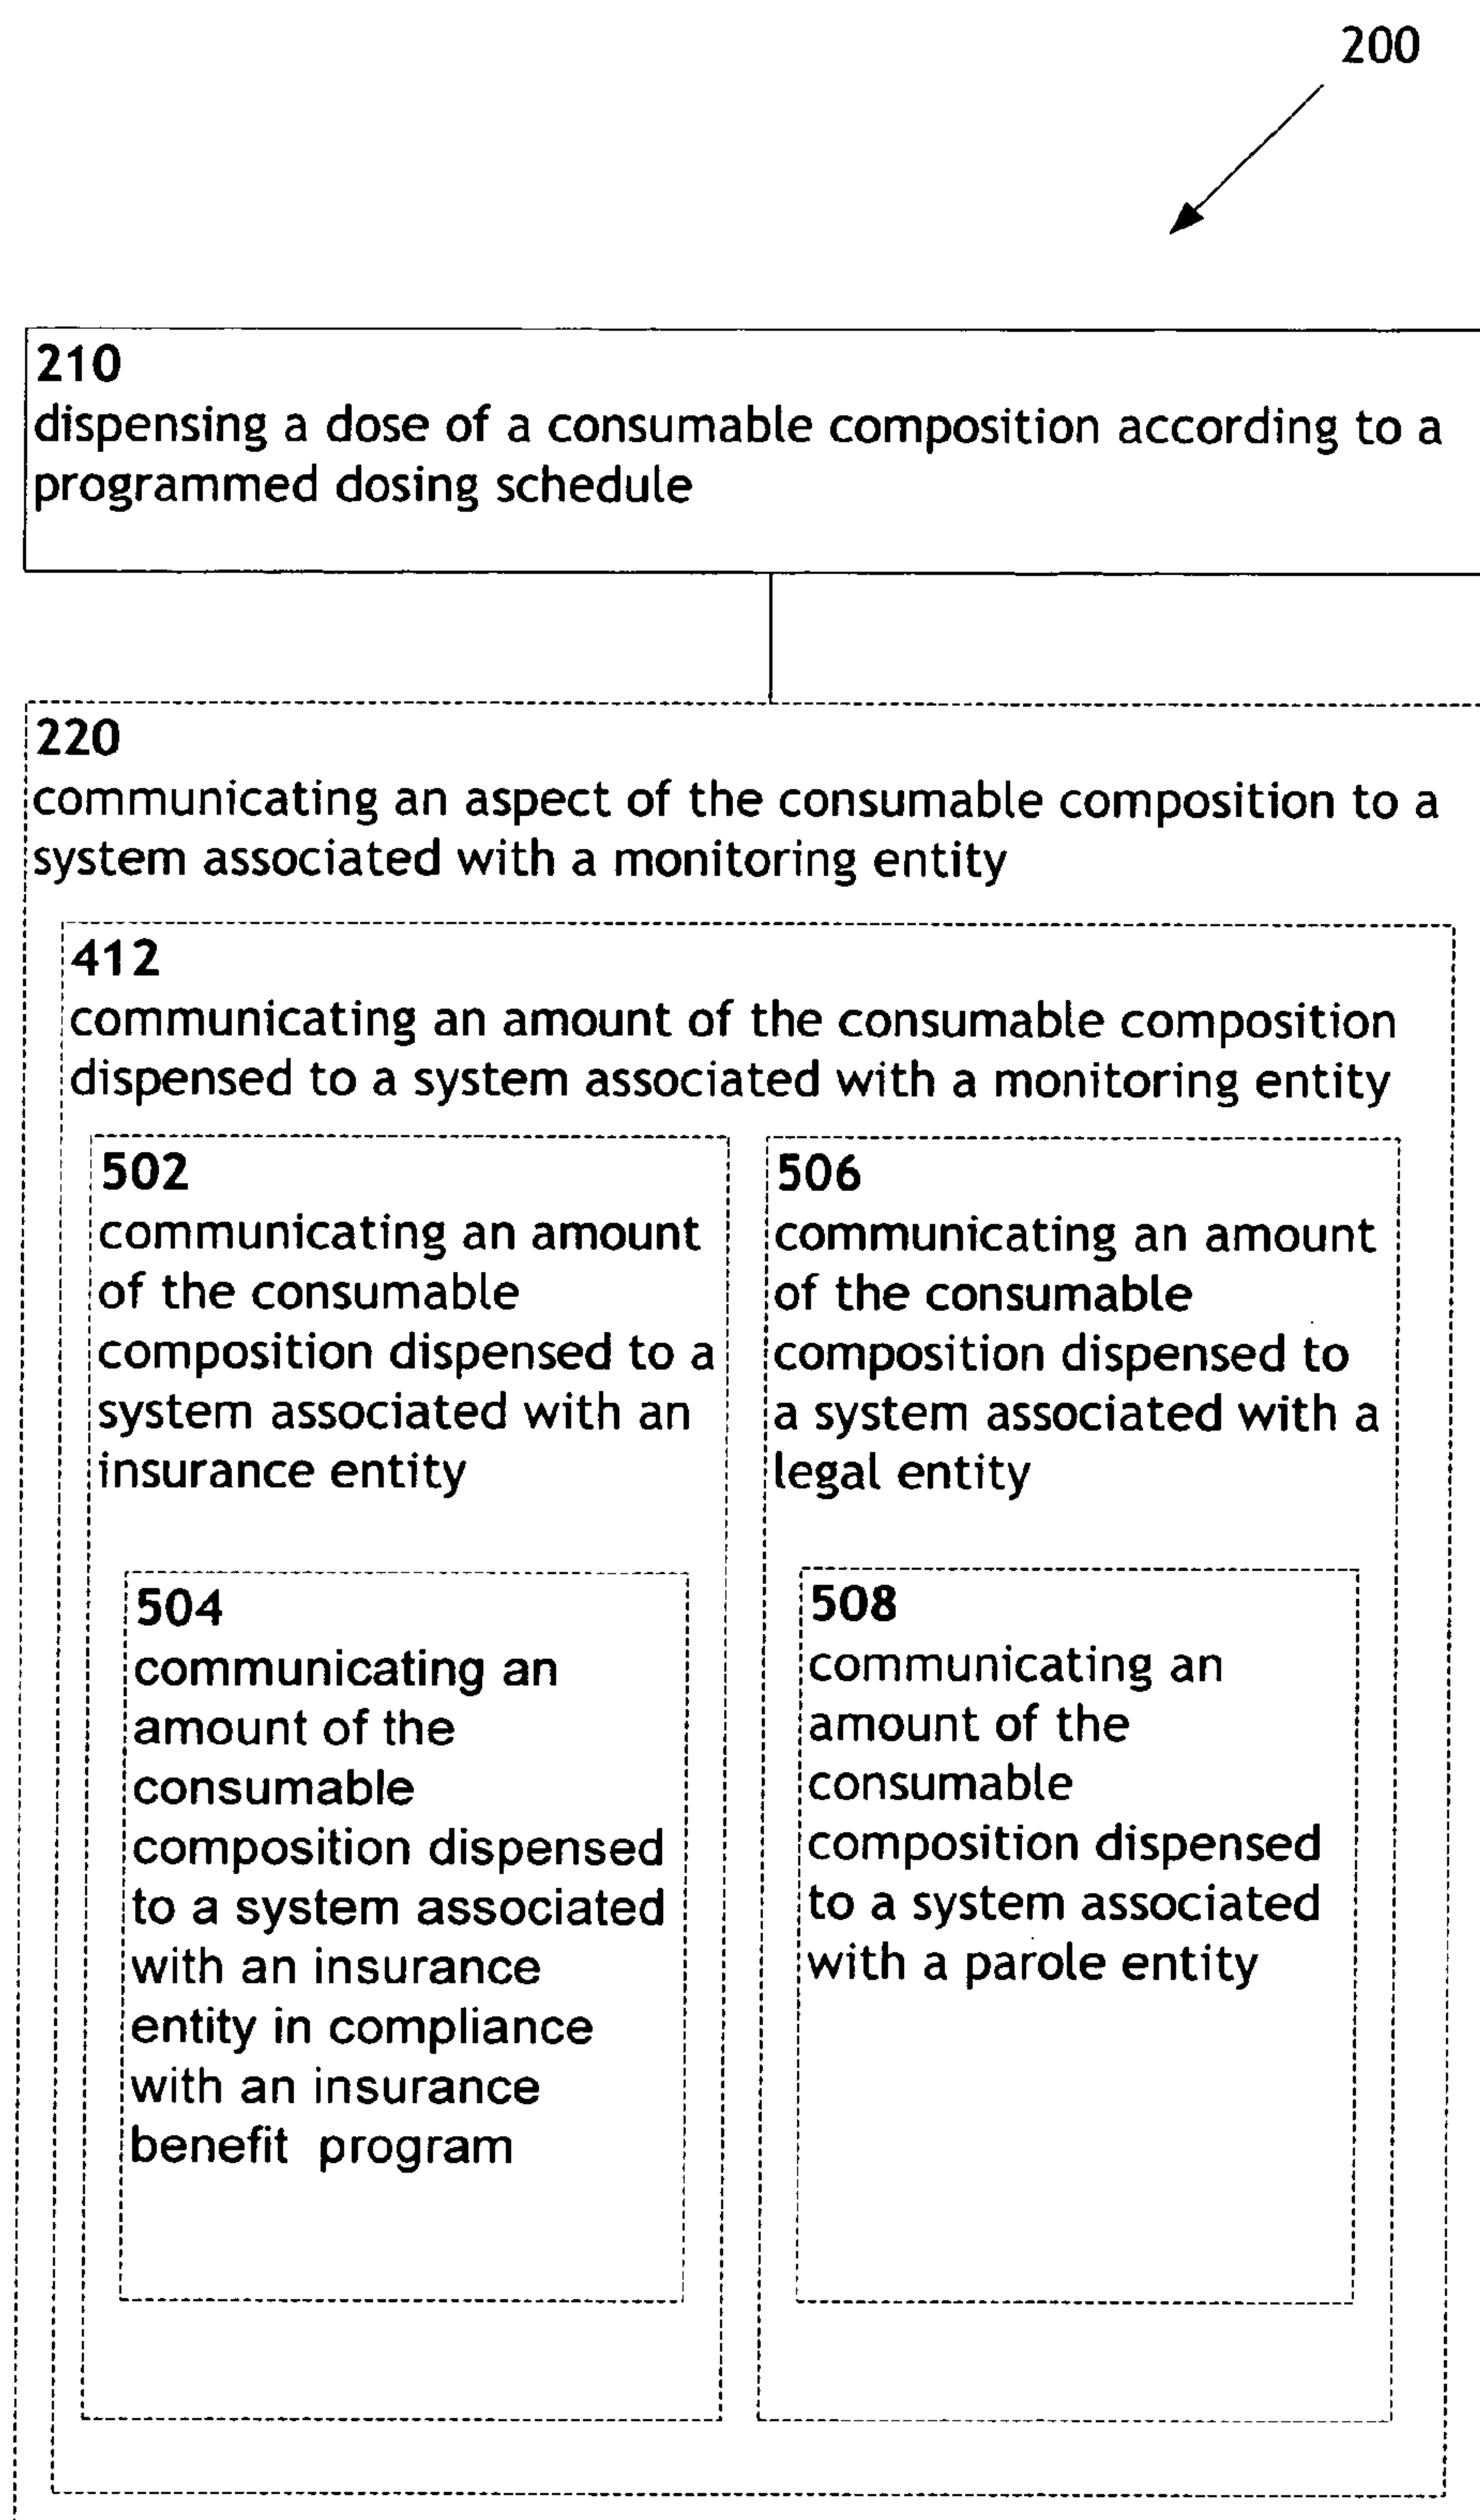 200
210
dispensing a dose of a consumable composition according to a
programmed dosing schedule
220
communicating an aspect of the consumable composition to a
system associated with a monitoring entity
412
communicating an amount of the consumable composition
dispensed to a system associated with a monitoring entity
502
communicating an amount
of the consumable
composition dispensed to a
system associated with an
insurance entity
504
communicating an
amount of the
consumable
composition dispensed
to a system associated
with an insurance
entity in compliance
with an insurance
benefit program
506
communicating an amount
of the consumable
composition dispensed to
a system associated with a
legal entity
508
communicating an
amount of the
consumable
composition dispensed
to a system associated
with a parole entity